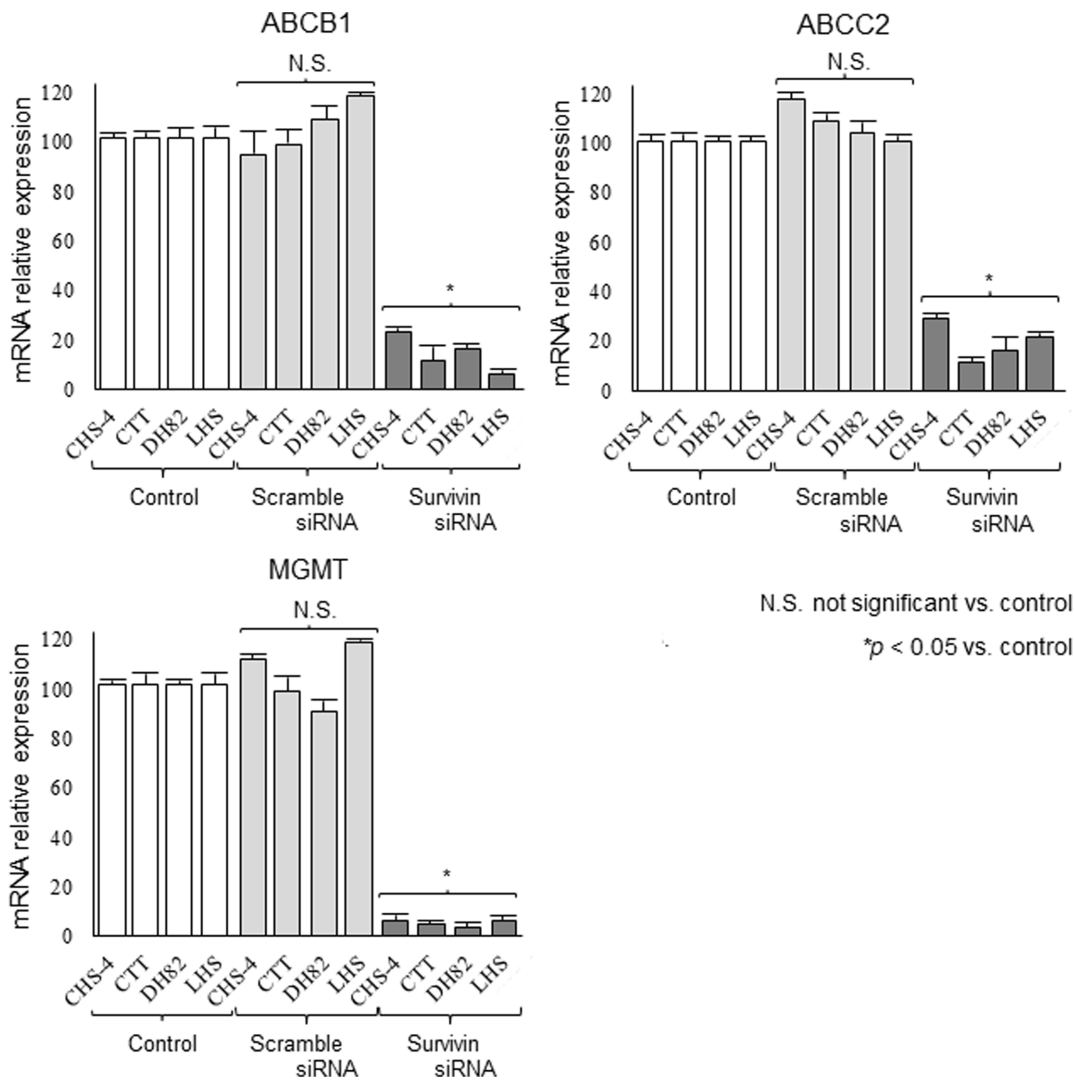 ABCB1
N.S.
mRNA relative expression
120
100
80
60
40
20
0
*
CHS-4 CTT DH82 LHS CHS-4 CTT DH82 LHS CHS-4 CTT DH82 LHS
Control Scramble siRNA Survivin siRNA
ABCC2
N.S.
mRNA relative expression
120
100
80
60
40
20
0
*
CHS-4 CTT DH82 LHS CHS-4 CTT DH82 LHS CHS-4 CTT DH82 LHS
Control Scramble siRNA Survivin siRNA
MGMT
N.S.
mRNA relative expression
120
100
80
60
40
20
0
*
CHS-4 CTT DH82 LHS CHS-4 CTT DH82 LHS CHS-4 CTT DH82 LHS
Control Scramble siRNA Survivin siRNA
N.S. not significant vs. control
*p < 0.05 vs. control